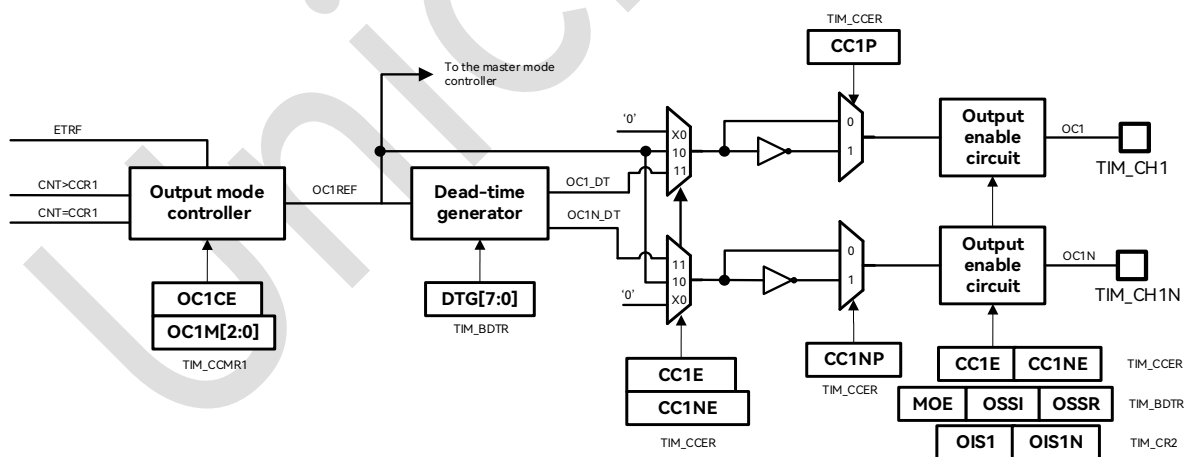 TIM_CCER
CC1P
To the master mode
controller
ETRF
CNT>CCR1
CNT=CCR1
Output mode
controller
OC1REF
Dead-time
generator
OC1_DT
OC1N_DT
'0'
X0
10
11
0
1
Output
enable
circuit
OC1
TIM_CH1
11
10
X0
'0'
0
1
Output
enable
circuit
OC1N
TIM_CH1N
OC1CE
OC1M[2:0]
TIM_CCMR1
DTG[7:0]
TIM_BDTR
CC1E
CC1NE
TIM_CCER
CC1NP
TIM_CCER
CC1E CC1NE TIM_CCER
MOE OSSI OSSR TIM_BDTR
OIS1 OIS1N TIM_CR2